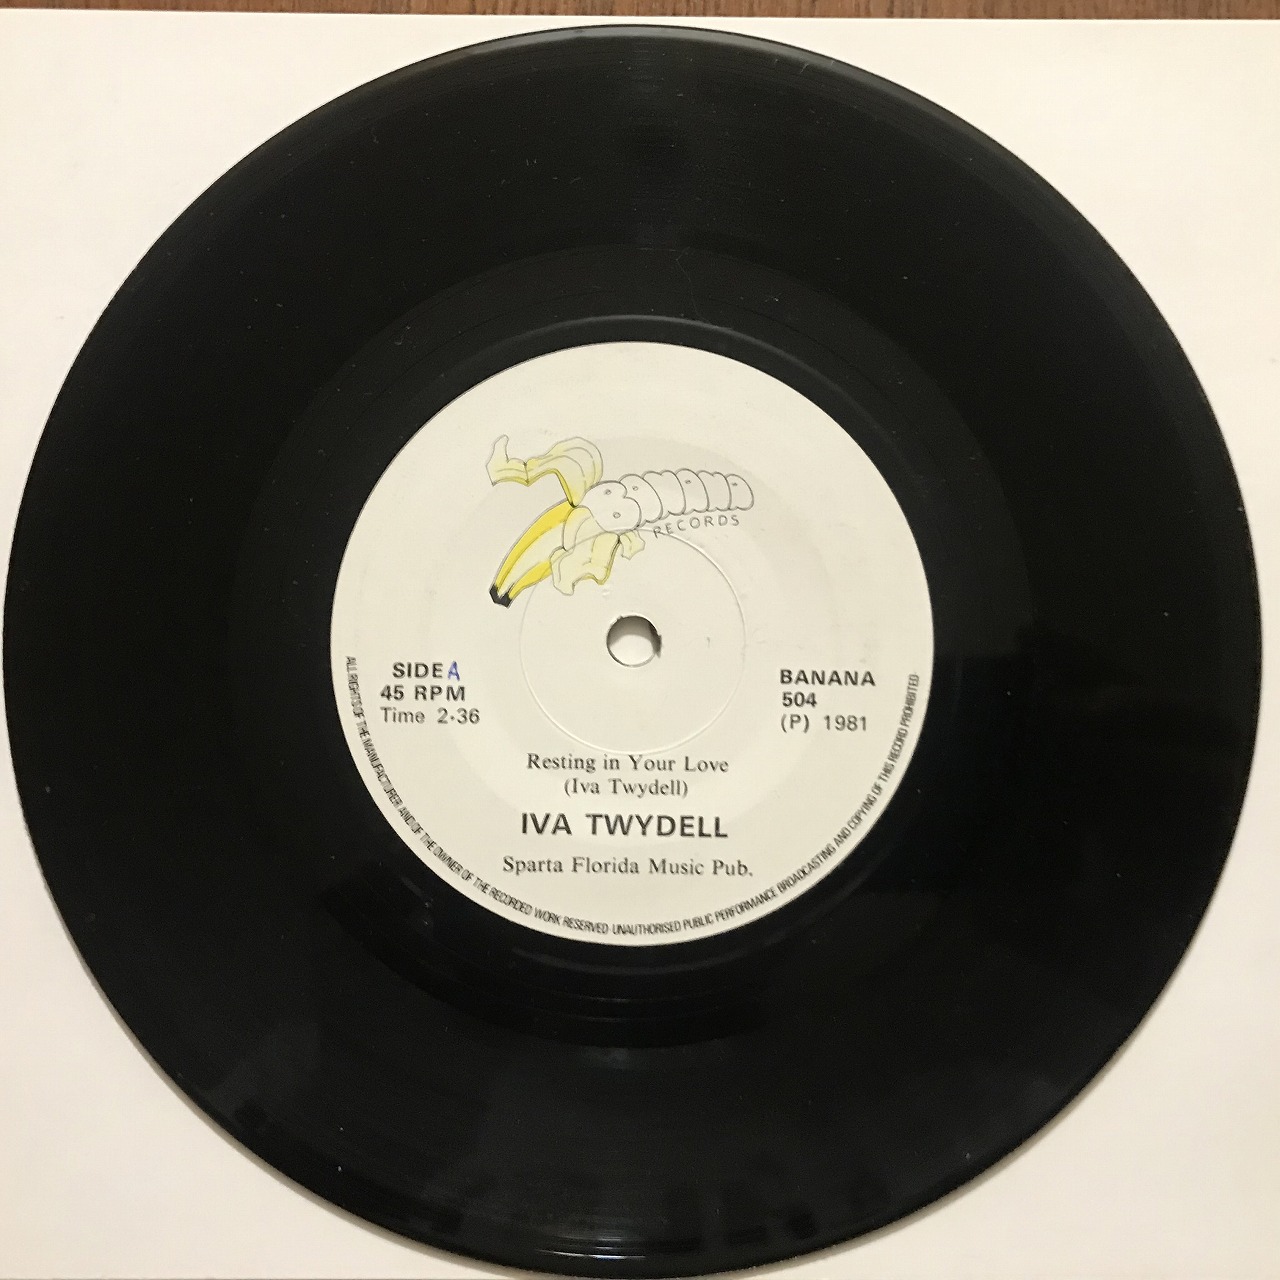 BANANA
RECORDS
SIDE A
45 RPM
Time 2·36
BANANA
504
(P) 1981
Resting in Your Love
(Iva Twydell)
IVA TWYDELL
Sparta Florida Music Pub.
ALL RIGHTS OF THE MANUFACTURER AND OF THE OWNER OF THE RECORDED WORK RESERVED UNAUTHORISED PUBLIC PERFORMANCE BROADCASTING AND COPYING OF THIS RECORD PROHIBITED